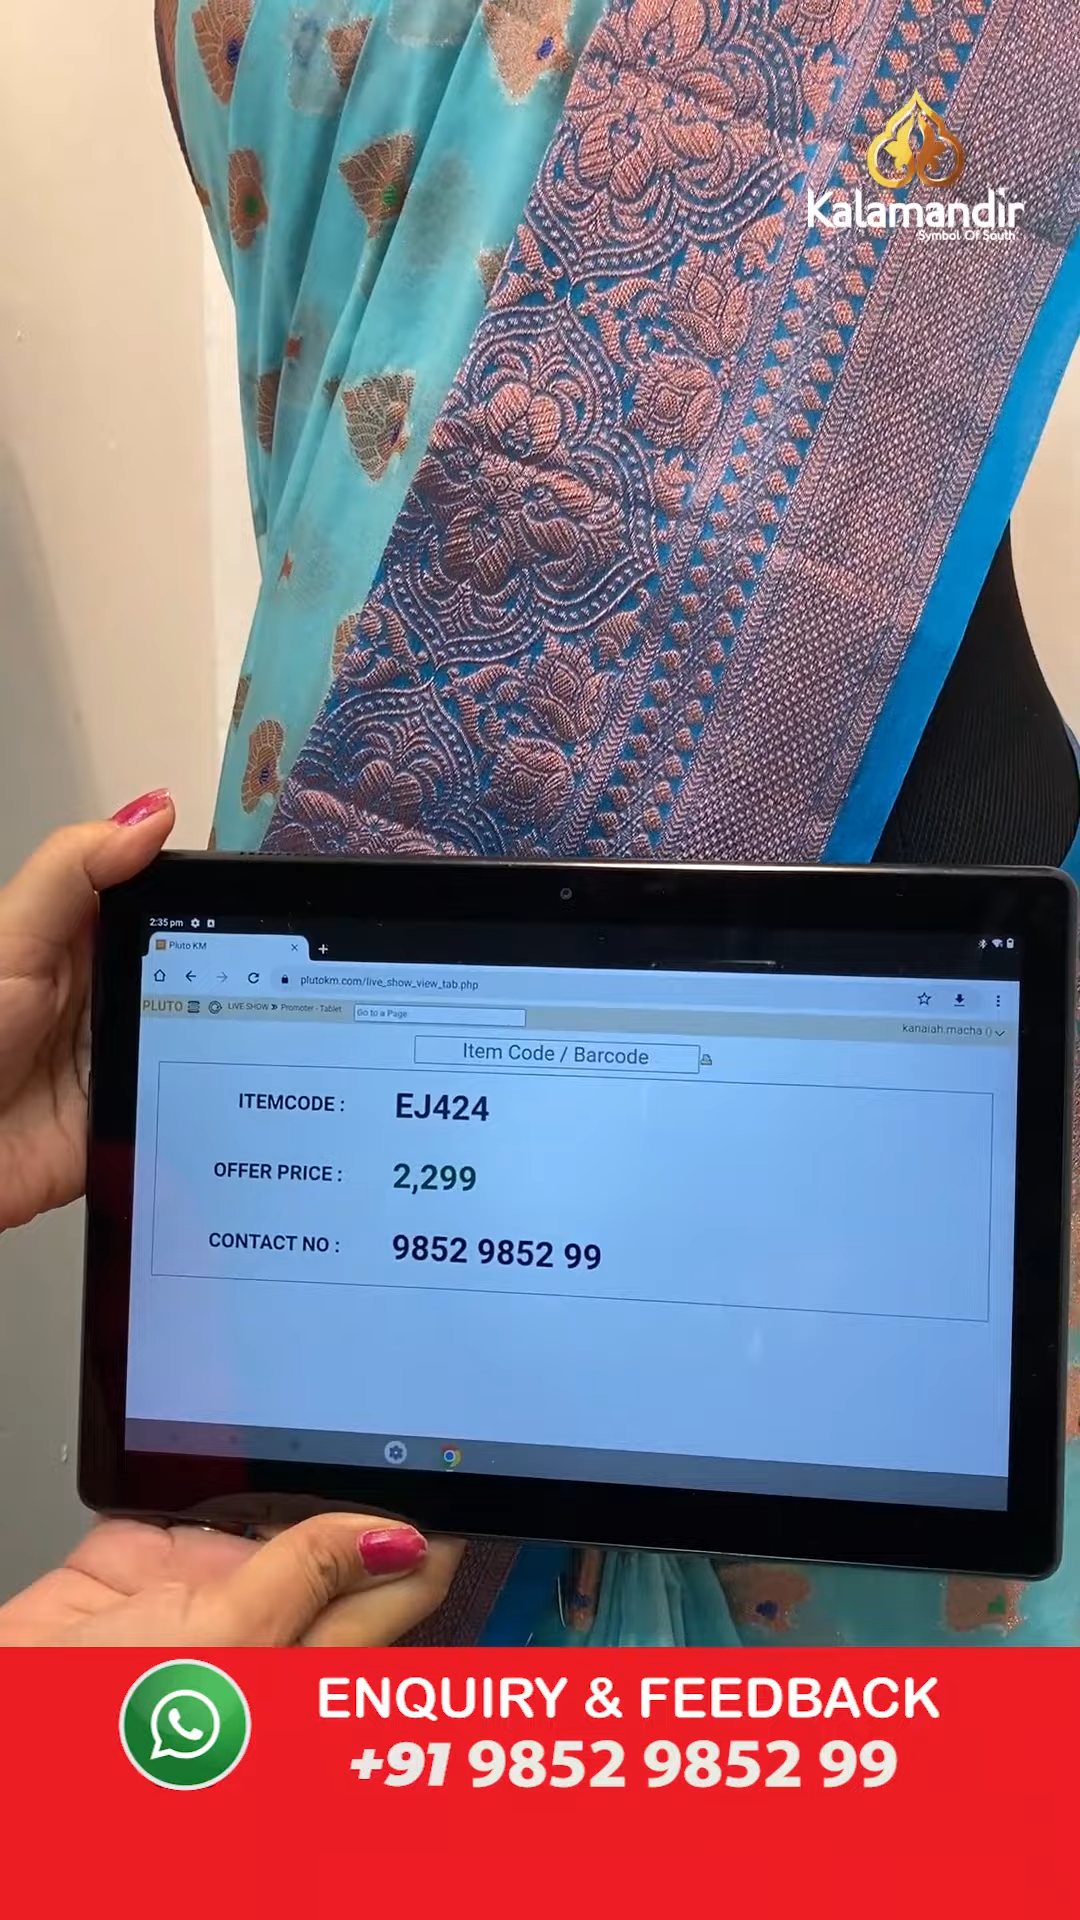 Kalamandir
Symbol Of South
2:35 pm
Pluto KM
plutokm.com/live_show_view_tab.php
PLUTO
LIVE SHOW
Promoter - Tablet
Go to a Page
kanaiah.macha ()
Item Code / Barcode
ITEMCODE : EJ424
OFFER PRICE : 2,299
CONTACT NO : 9852 9852 99
ENQUIRY & FEEDBACK
+91 9852 9852 99